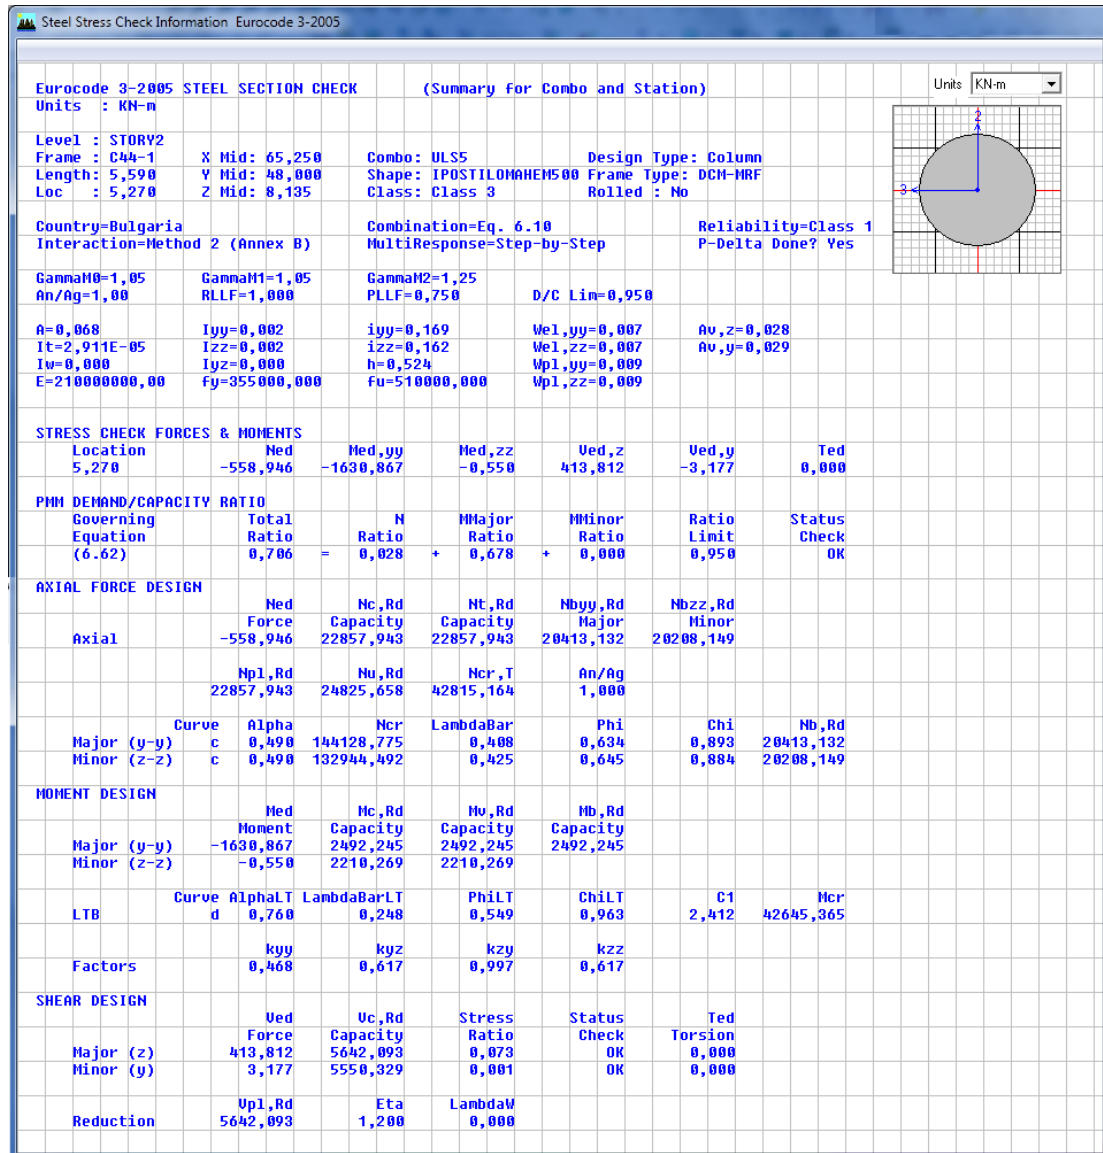 Steel Stress Check Information Eurocode 3-2005
Eurocode 3-2005 STEEL SECTION CHECK (Summary for Combo and Station)
Units : KN-m
Units KN-m
2
3
Level : STORY2
Frame : C44-1 X Mid: 65,250 Combo: ULS5 Design Type: Column
Length: 5,590 Y Mid: 48,000 Shape: IPOSTILOMAHEM500 Frame Type: DCM-MRF
Loc : 5,270 Z Mid: 8,135 Class: Class 3 Rolled : No
Country=Bulgaria Combination=Eq. 6.10 Reliability=Class 1
Interaction=Method 2 (Annex B) MultiResponse=Step-by-Step P-Delta Done? Yes
GammaM0=1,05 GammaM1=1,05 GammaM2=1,25
An/Ag=1,00 RLLF=1,000 PLLF=0,750 D/C Lim=0,950
A=0,068 Iyy=0,002 iyy=0,169 Wel,yy=0,007 Av,z=0,028
It=2,911E-05 Izz=0,002 izz=0,162 Wel,zz=0,007 Av,y=0,029
Iw=0,000 Iyz=0,000 h=0,524 Wpl,yy=0,009
E=210000000,00 fy=355000,000 fu=510000,000 Wpl,zz=0,009
STRESS CHECK FORCES & MOMENTS
Location Ned Med,yy Med,zz Ved,z Ved,y Ted
5,270 -558,946 -1630,867 -0,550 413,812 -3,177 0,000
PMM DEMAND/CAPACITY RATIO
Governing Total N MMajor MMinor Ratio Status
Equation Ratio Ratio Ratio Ratio Limit Check
(6.62) 0,706 = 0,028 + 0,678 + 0,000 0,950 OK
AXIAL FORCE DESIGN
Ned Nc,Rd Nt,Rd Nbyy,Rd Nbzz,Rd
Force Capacity Capacity Major Minor
Axial -558,946 22857,943 22857,943 20413,132 20208,149
Npl,Rd Nu,Rd Ncr,T An/Ag
22857,943 24825,658 42815,164 1,000
Curve Alpha Ncr LambdaBar Phi Chi Nb,Rd
Major (y-y) c 0,490 144128,775 0,408 0,634 0,893 20413,132
Minor (z-z) c 0,490 132944,492 0,425 0,645 0,884 20208,149
MOMENT DESIGN
Med Mc,Rd Mv,Rd Mb,Rd
Moment Capacity Capacity Capacity
Major (y-y) -1630,867 2492,245 2492,245 2492,245
Minor (z-z) -0,550 2210,269 2210,269
Curve AlphaLT LambdaBarLT PhiLT ChiLT C1 Mcr
LTB d 0,760 0,248 0,549 0,963 2,412 42645,365
kyy kyz kzy kzz
Factors 0,468 0,617 0,997 0,617
SHEAR DESIGN
Ved Vc,Rd Stress Status Ted
Force Capacity Ratio Check Torsion
Major (z) 413,812 5642,093 0,073 OK 0,000
Minor (y) 3,177 5550,329 0,001 OK 0,000
Vpl,Rd Eta LambdaW
Reduction 5642,093 1,200 0,000